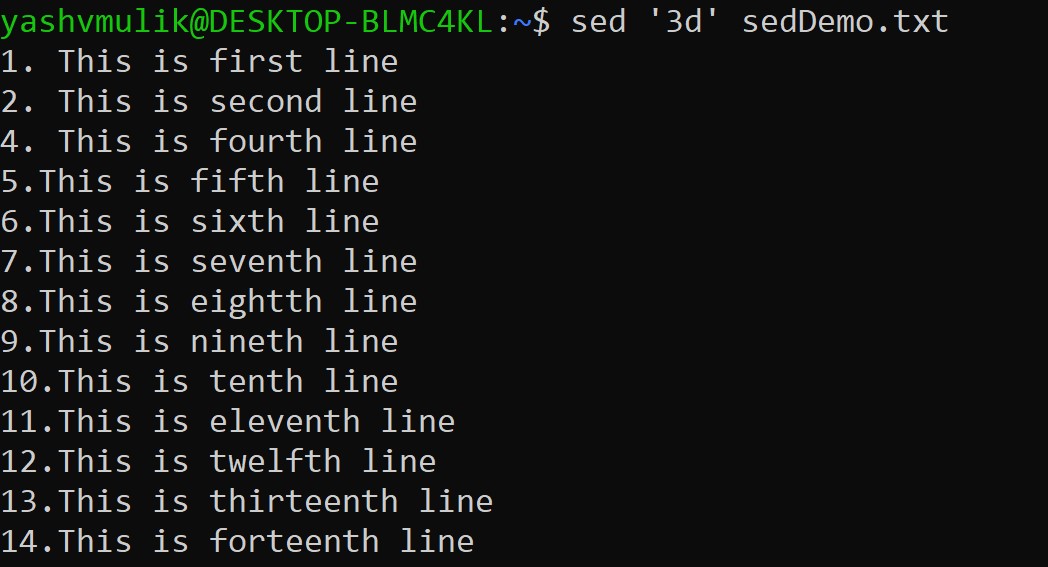 yashvmulik@DESKTOP-BLMC4KL:~$ sed '3d' sedDemo.txt
1. This is first line
2. This is second line
4. This is fourth line
5.This is fifth line
6.This is sixth line
7.This is seventh line
8.This is eightth line
9.This is nineth line
10.This is tenth line
11.This is eleventh line
12.This is twelfth line
13.This is thirteenth line
14.This is forteenth line